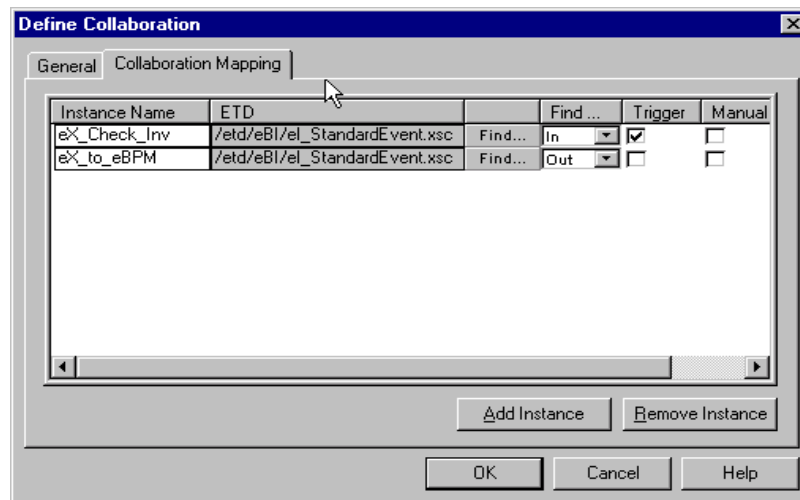 Define Collaboration
General Collaboration Mapping
Instance Name ETD Find ... Trigger Manual
eX_Check_Inv /etd/eBI/eI_StandardEvent.xsc Find... In
eX_to_eBPM /etd/eBI/eI_StandardEvent.xsc Find... Out
Add Instance Remove Instance
OK Cancel Help